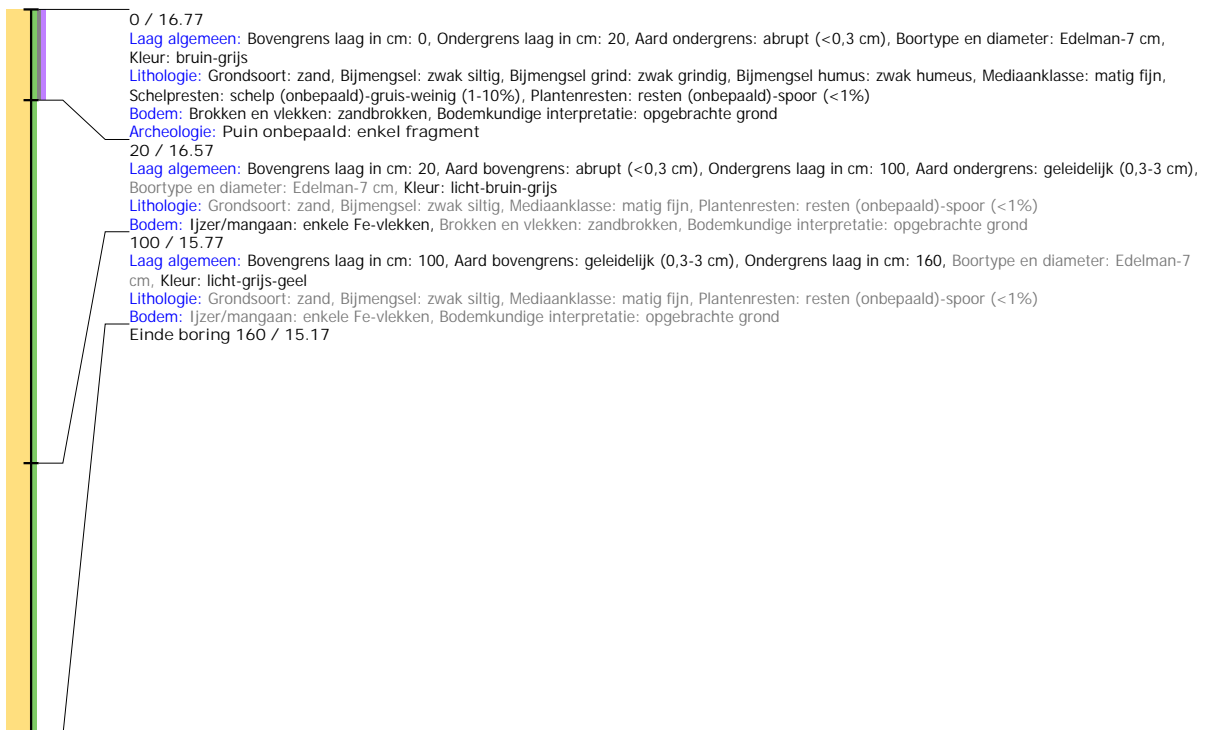 0 / 16.77
Laag algemeen: Bovengrens laag in cm: 0, Ondergrens laag in cm: 20, Aard ondergrens: abrupt (<0,3 cm), Boortype en diameter: Edelman-7 cm,
Kleur: bruin-grijs
Lithologie: Grondsoort: zand, Bijmengsel: zwak siltig, Bijmengsel grind: zwak grindig, Bijmengsel humus: zwak humeus, Mediaanklasse: matig fijn,
Schelpresten: schelp (onbepaald)-gruis-weinig (1-10%), Plantenresten: resten (onbepaald)-spoor (<1%)
Bodem: Brokken en vlekken: zandbrokken, Bodemkundige interpretatie: opgebrachte grond
Archeologie: Puin onbepaald: enkel fragment
20 / 16.57
Laag algemeen: Bovengrens laag in cm: 20, Aard bovengrens: abrupt (<0,3 cm), Ondergrens laag in cm: 100, Aard ondergrens: geleidelijk (0,3-3 cm),
Boortype en diameter: Edelman-7 cm, Kleur: licht-bruin-grijs
Lithologie: Grondsoort: zand, Bijmengsel: zwak siltig, Mediaanklasse: matig fijn, Plantenresten: resten (onbepaald)-spoor (<1%)
Bodem: Ijzer/mangaan: enkele Fe-vlekken, Brokken en vlekken: zandbrokken, Bodemkundige interpretatie: opgebrachte grond
100 / 15.77
Laag algemeen: Bovengrens laag in cm: 100, Aard bovengrens: geleidelijk (0,3-3 cm), Ondergrens laag in cm: 160, Boortype en diameter: Edelman-7
cm, Kleur: licht-grijs-geel
Lithologie: Grondsoort: zand, Bijmengsel: zwak siltig, Mediaanklasse: matig fijn, Plantenresten: resten (onbepaald)-spoor (<1%)
Bodem: Ijzer/mangaan: enkele Fe-vlekken, Bodemkundige interpretatie: opgebrachte grond
Einde boring 160 / 15.17